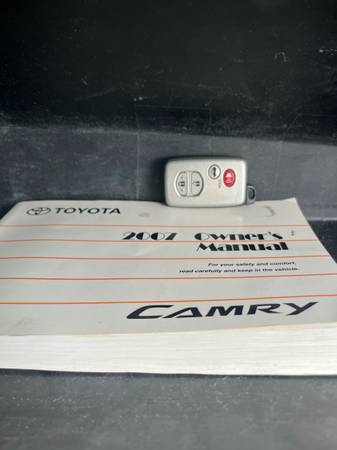 TOYOTA
2007 Owner's
Manual
For your safety and comfort,
read carefully and keep in the vehicle.
CAMRY